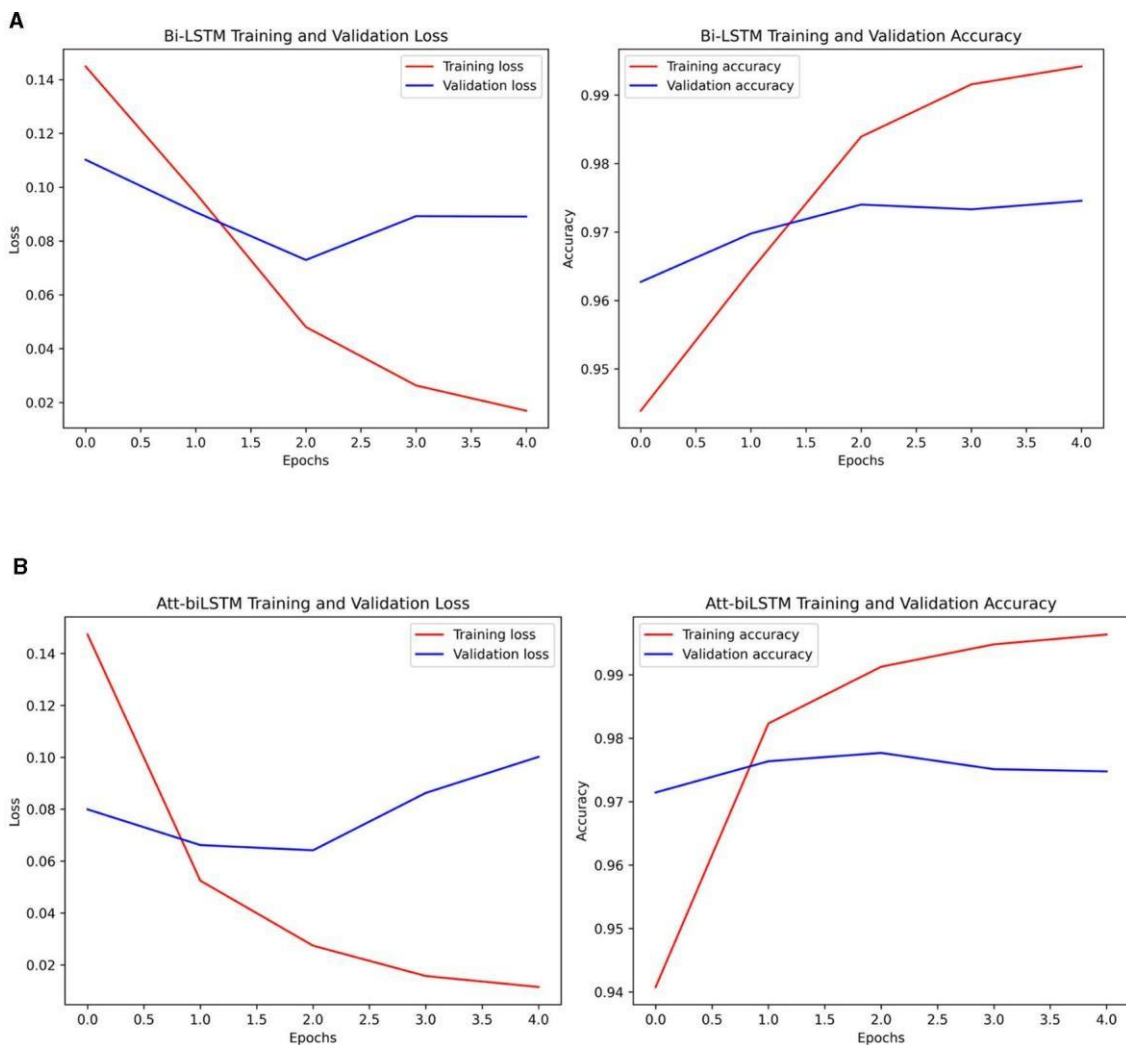 A
Bi-LSTM Training and Validation Loss
Training loss
Validation loss
0.14
0.12
0.10
0.08
0.06
0.04
0.02
Loss
0.0 0.5 1.0 1.5 2.0 2.5 3.0 3.5 4.0
Epochs
Bi-LSTM Training and Validation Accuracy
Training accuracy
Validation accuracy
0.99
0.98
0.97
0.96
0.95
Accuracy
0.0 0.5 1.0 1.5 2.0 2.5 3.0 3.5 4.0
Epochs
B
Att-biLSTM Training and Validation Loss
Training loss
Validation loss
0.14
0.12
0.10
0.08
0.06
0.04
0.02
Loss
0.0 0.5 1.0 1.5 2.0 2.5 3.0 3.5 4.0
Epochs
Att-biLSTM Training and Validation Accuracy
Training accuracy
Validation accuracy
0.99
0.98
0.97
0.96
0.95
0.94
Accuracy
0.0 0.5 1.0 1.5 2.0 2.5 3.0 3.5 4.0
Epochs